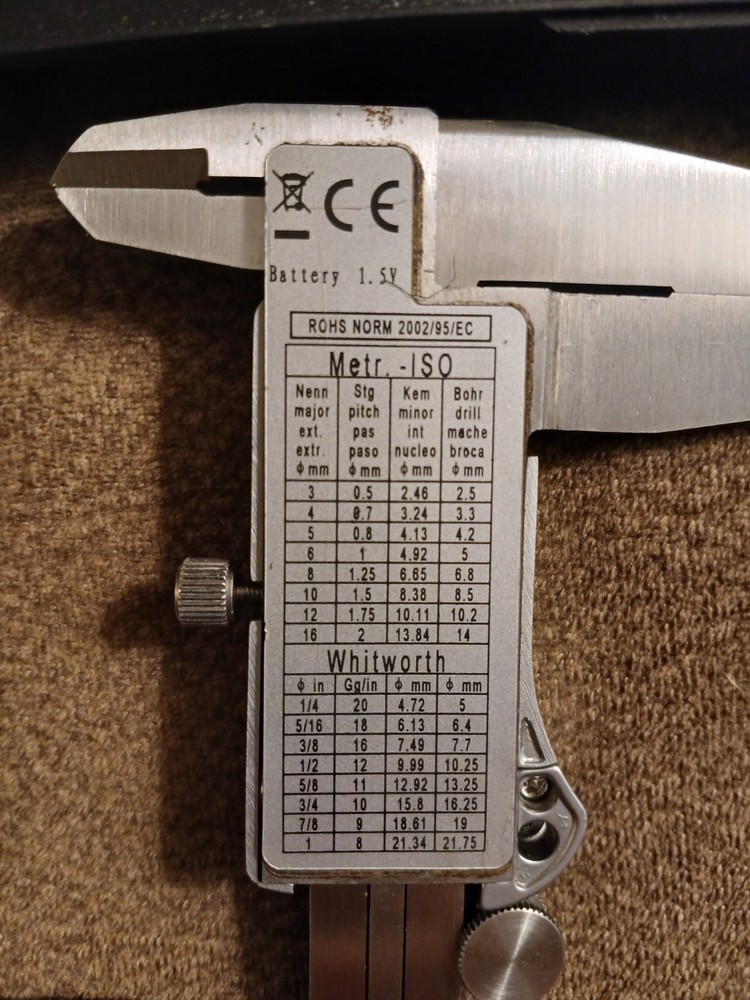 CE
Battery 1.5V
ROHS NORM 2002/95/EC
Metr. -ISO
Nenn Stg Kem Bohr
major pitch minor drill
ext. pas int mache
extr. paso nucleo broca
ϕ mm ϕ mm ϕ mm ϕ mm
3 0.5 2.46 2.5
4 0.7 3.24 3.3
5 0.8 4.13 4.2
6 1 4.92 5
8 1.25 6.65 6.8
10 1.5 8.38 8.5
12 1.75 10.11 10.2
16 2 13.84 14
Whitworth
ϕ in Gg/in ϕ mm ϕ mm
1/4 20 4.72 5
5/16 18 6.13 6.4
3/8 16 7.49 7.7
1/2 12 9.99 10.25
5/8 11 12.92 13.25
3/4 10 15.8 16.25
7/8 9 18.61 19
1 8 21.34 21.75